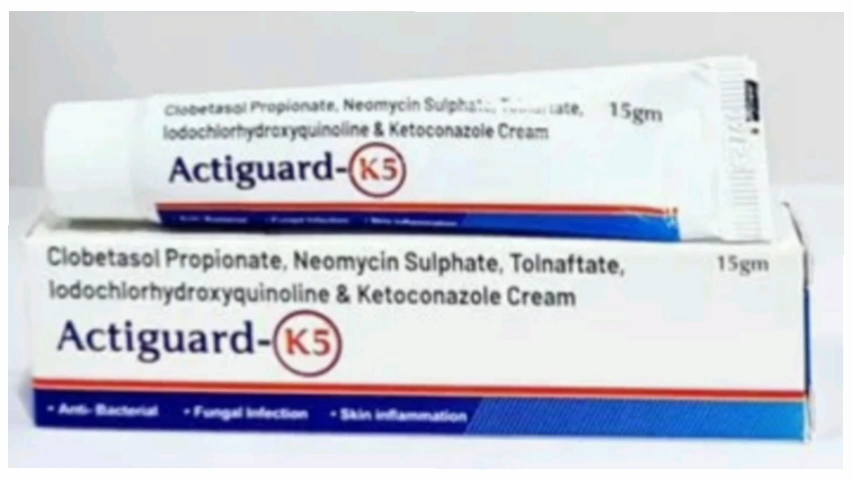 Clobetasol Propionate, Neomycin Sulphate, Tolnaftate, 15gm
Iodochlorhydroxyquinoline & Ketoconazole Cream
Actiguard-K5
Anti-Bacterial • Fungal Infection • Skin Inflammation
Clobetasol Propionate, Neomycin Sulphate, Tolnaftate, 15gm
Iodochlorhydroxyquinoline & Ketoconazole Cream
Actiguard-K5
• Anti-Bacterial • Fungal Infection • Skin inflammation